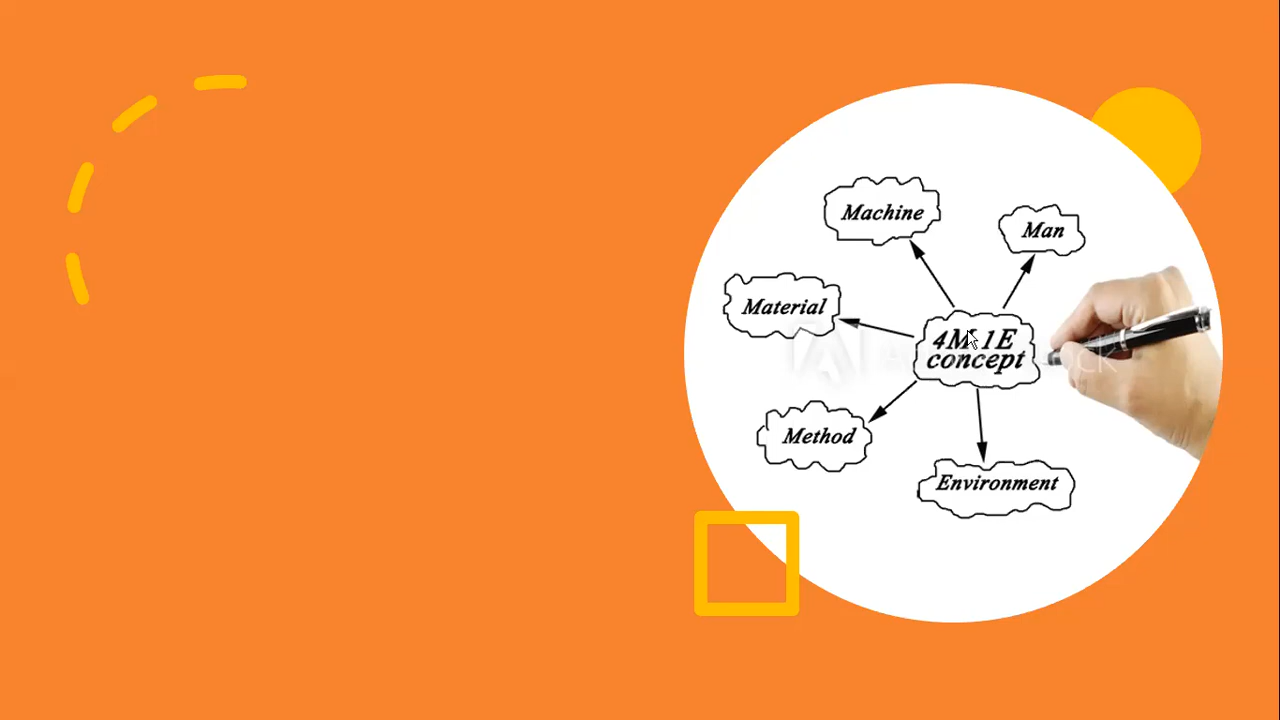 Machine
Man
Material
4M 1E
concept
Method
Environment